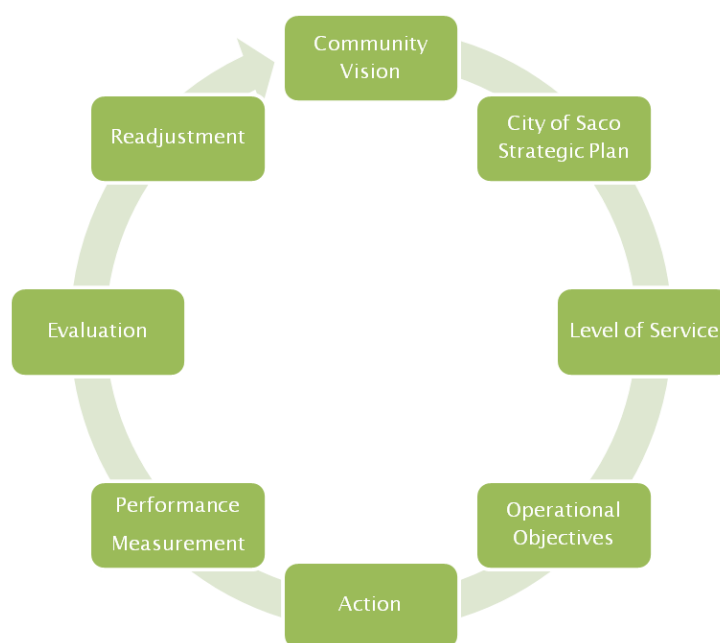 Community
Vision
City of Saco
Strategic Plan
Level of Service
Operational
Objectives
Action
Performance
Measurement
Evaluation
Readjustment